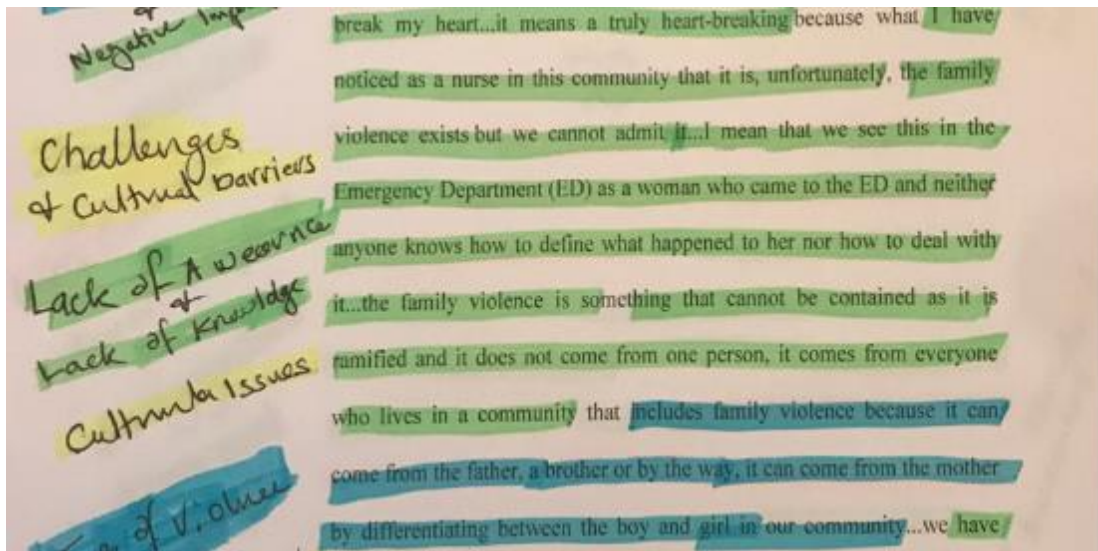 &
Negative
Challenges
& Cultural barriers
Lack of Aweornce
&
Lack of Knowldge
Cultural Issues
of Violnee
break my heart...it means a truly heart-breaking because what I have
noticed as a nurse in this community that it is, unfortunately, the family
violence exists but we cannot admit it...I mean that we see this in the
Emergency Department (ED) as a woman who came to the ED and neither
anyone knows how to define what happened to her nor how to deal with
it...the family violence is something that cannot be contained as it is
ramified and it does not come from one person, it comes from everyone
who lives in a community that includes family violence because it can
come from the father, a brother or by the way, it can come from the mother
by differentiating between the boy and girl in our community...we have